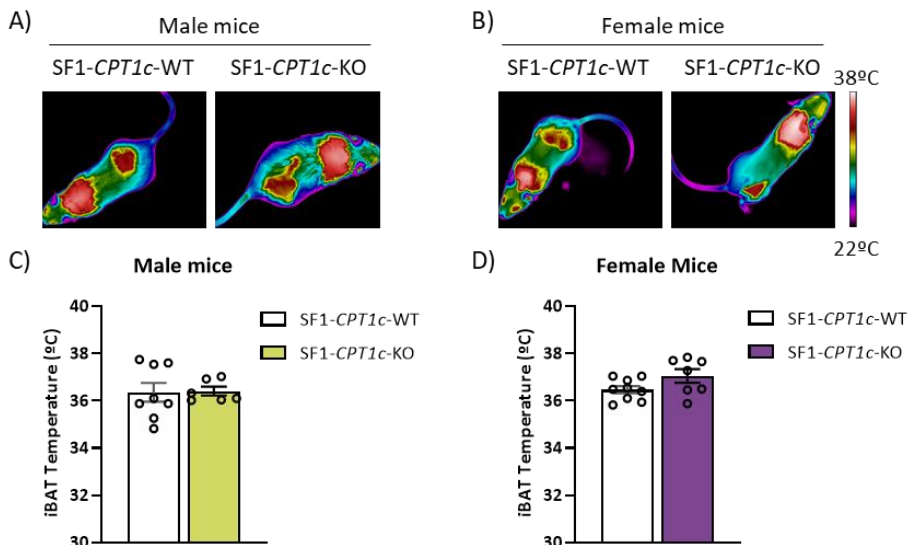 A)
Male mice
SF1-CPT1c-WT
SF1-CPT1c-KO
B)
Female mice
SF1-CPT1c-WT
SF1-CPT1c-KO
38ºC
22ºC
C)
Male mice
iBAT Temperature (ºC)
40
38
36
34
32
30
SF1-CPT1c-WT
SF1-CPT1c-KO
D)
Female Mice
iBAT Temperature (ºC)
40
38
36
34
32
30
SF1-CPT1c-WT
SF1-CPT1c-KO